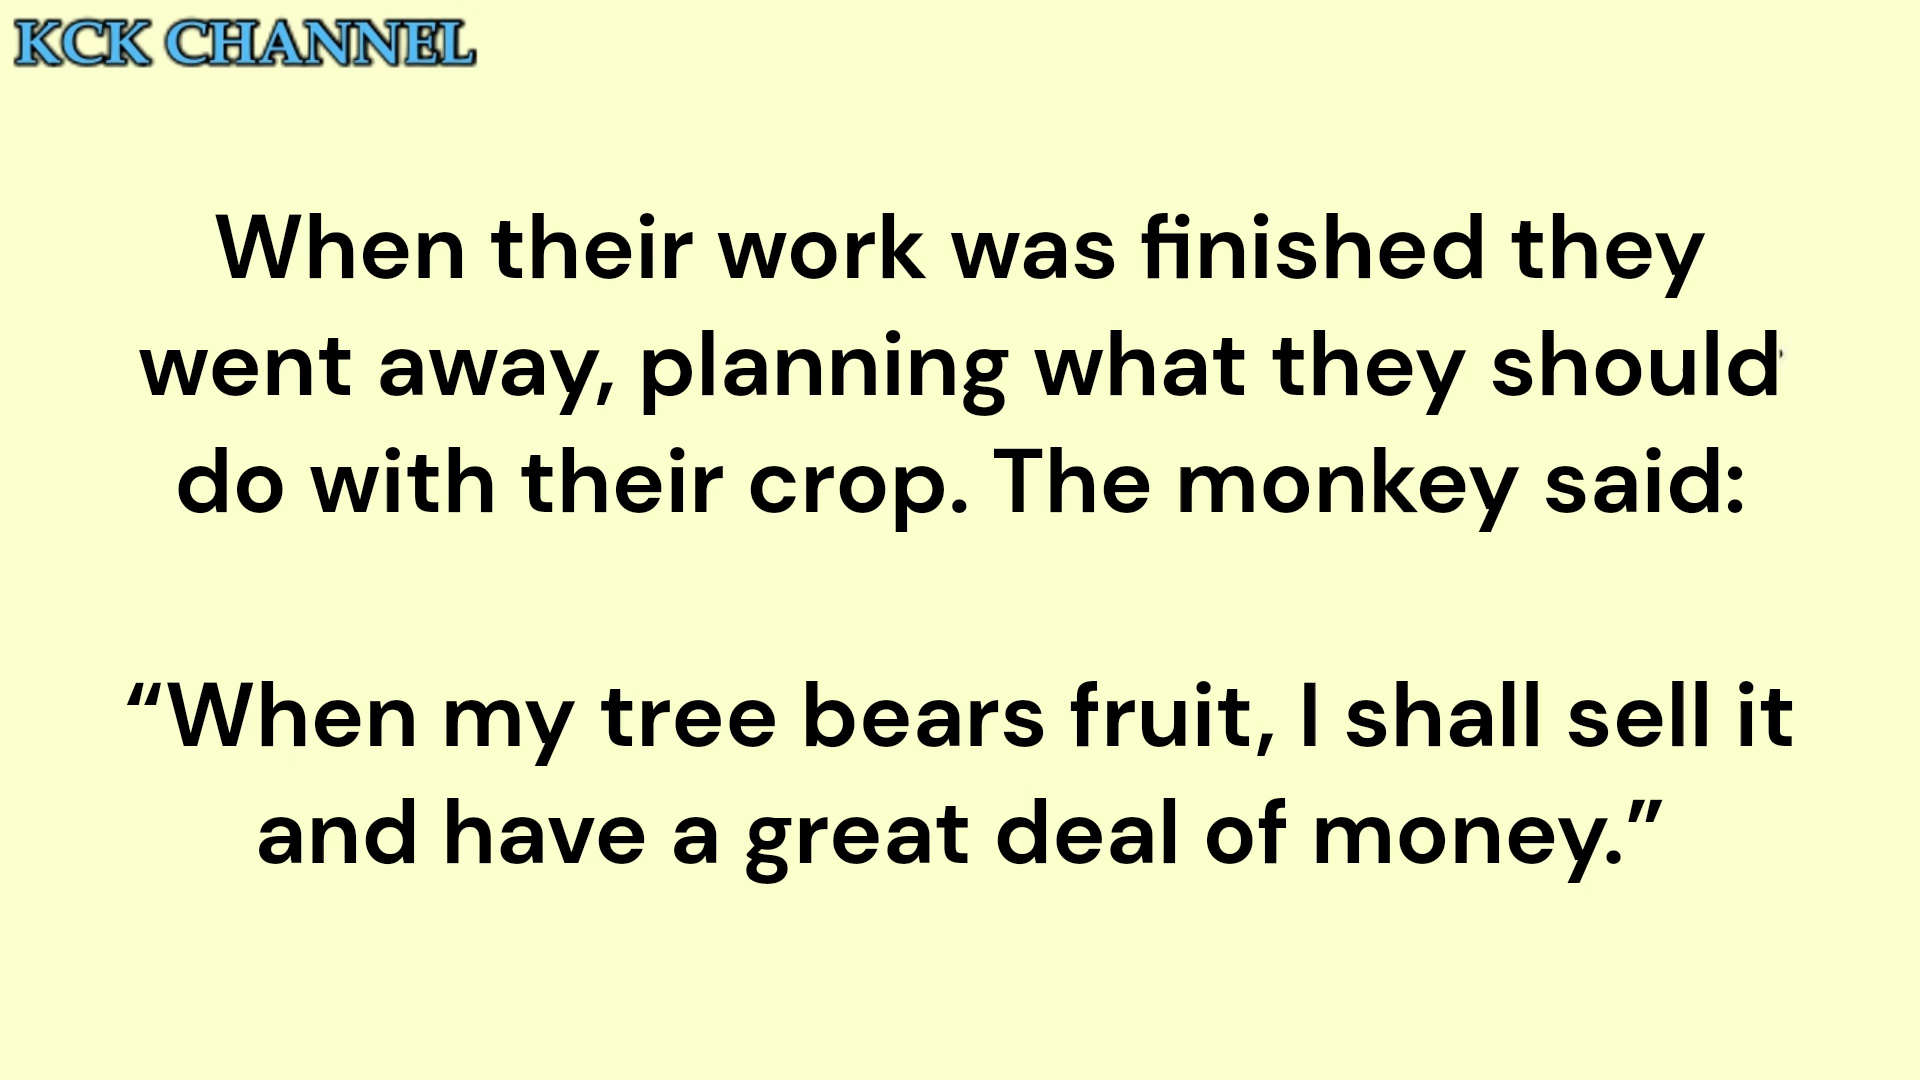 KCK CHANNEL
When their work was finished they
went away, planning what they should
do with their crop. The monkey said:
“When my tree bears fruit, I shall sell it
and have a great deal of money.”